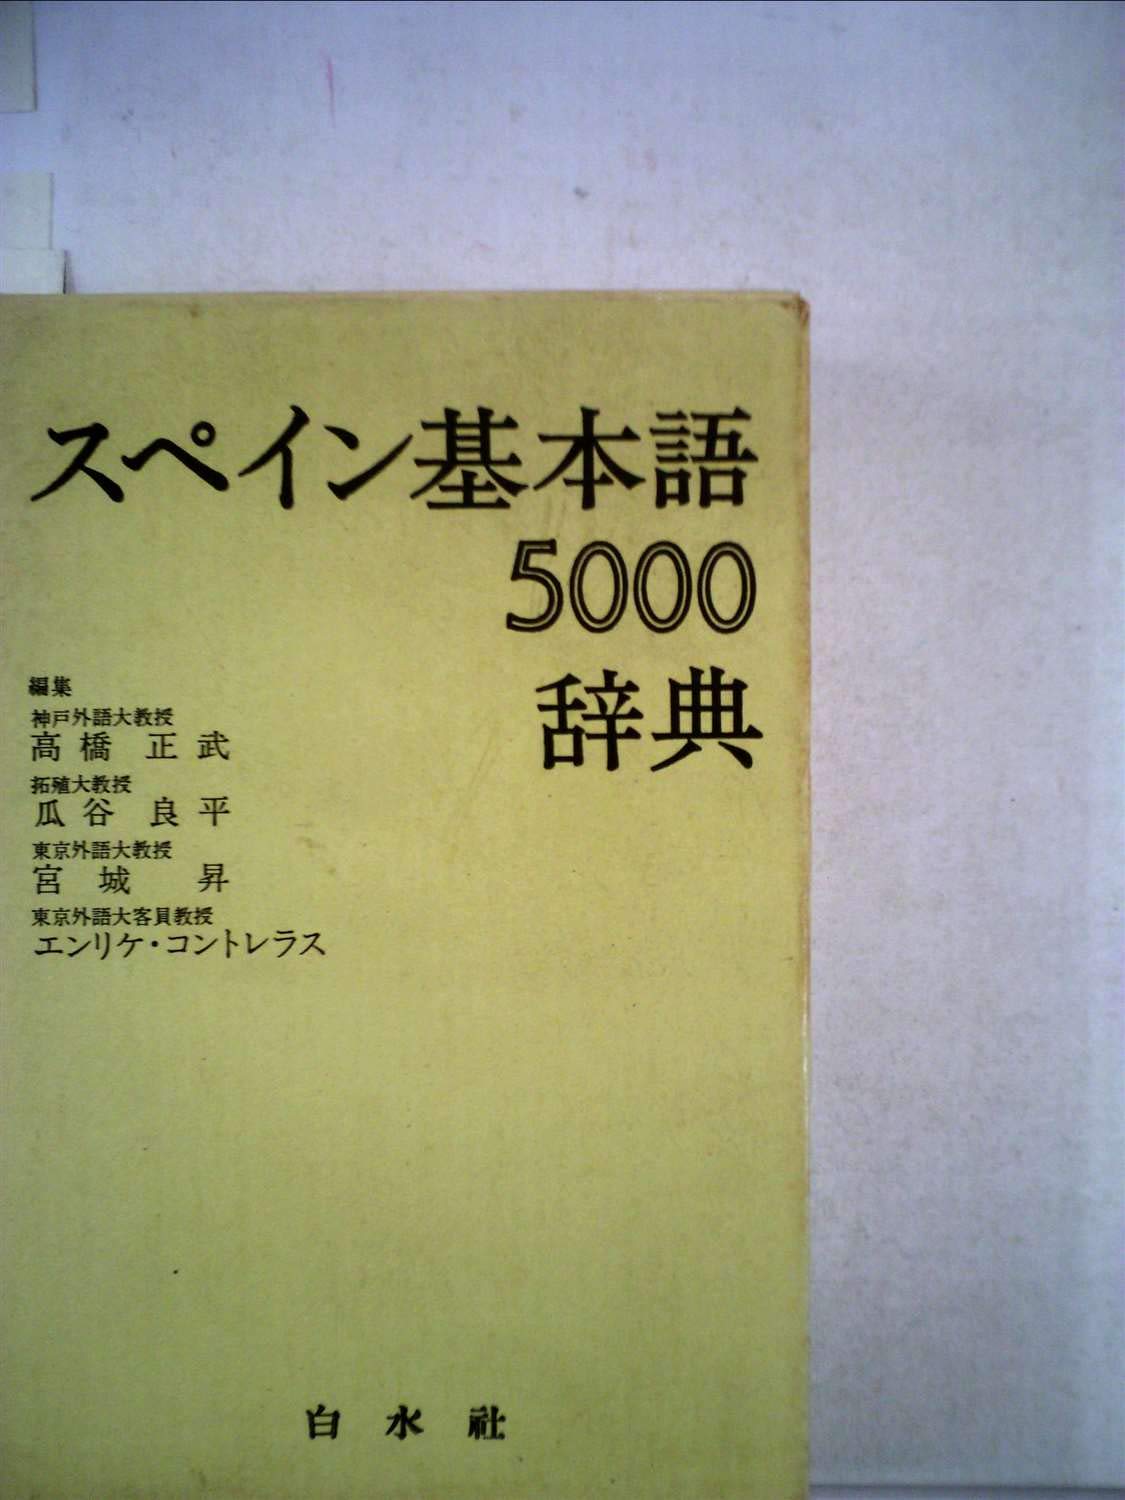 スペイン基本語
5000
辞典
編集
神戸外語大教授
高橋 正武
拓殖大教授
瓜谷 良平
東京外語大教授
宮城 昇
東京外語大客員教授
エンリケ・コントレラス
白水社